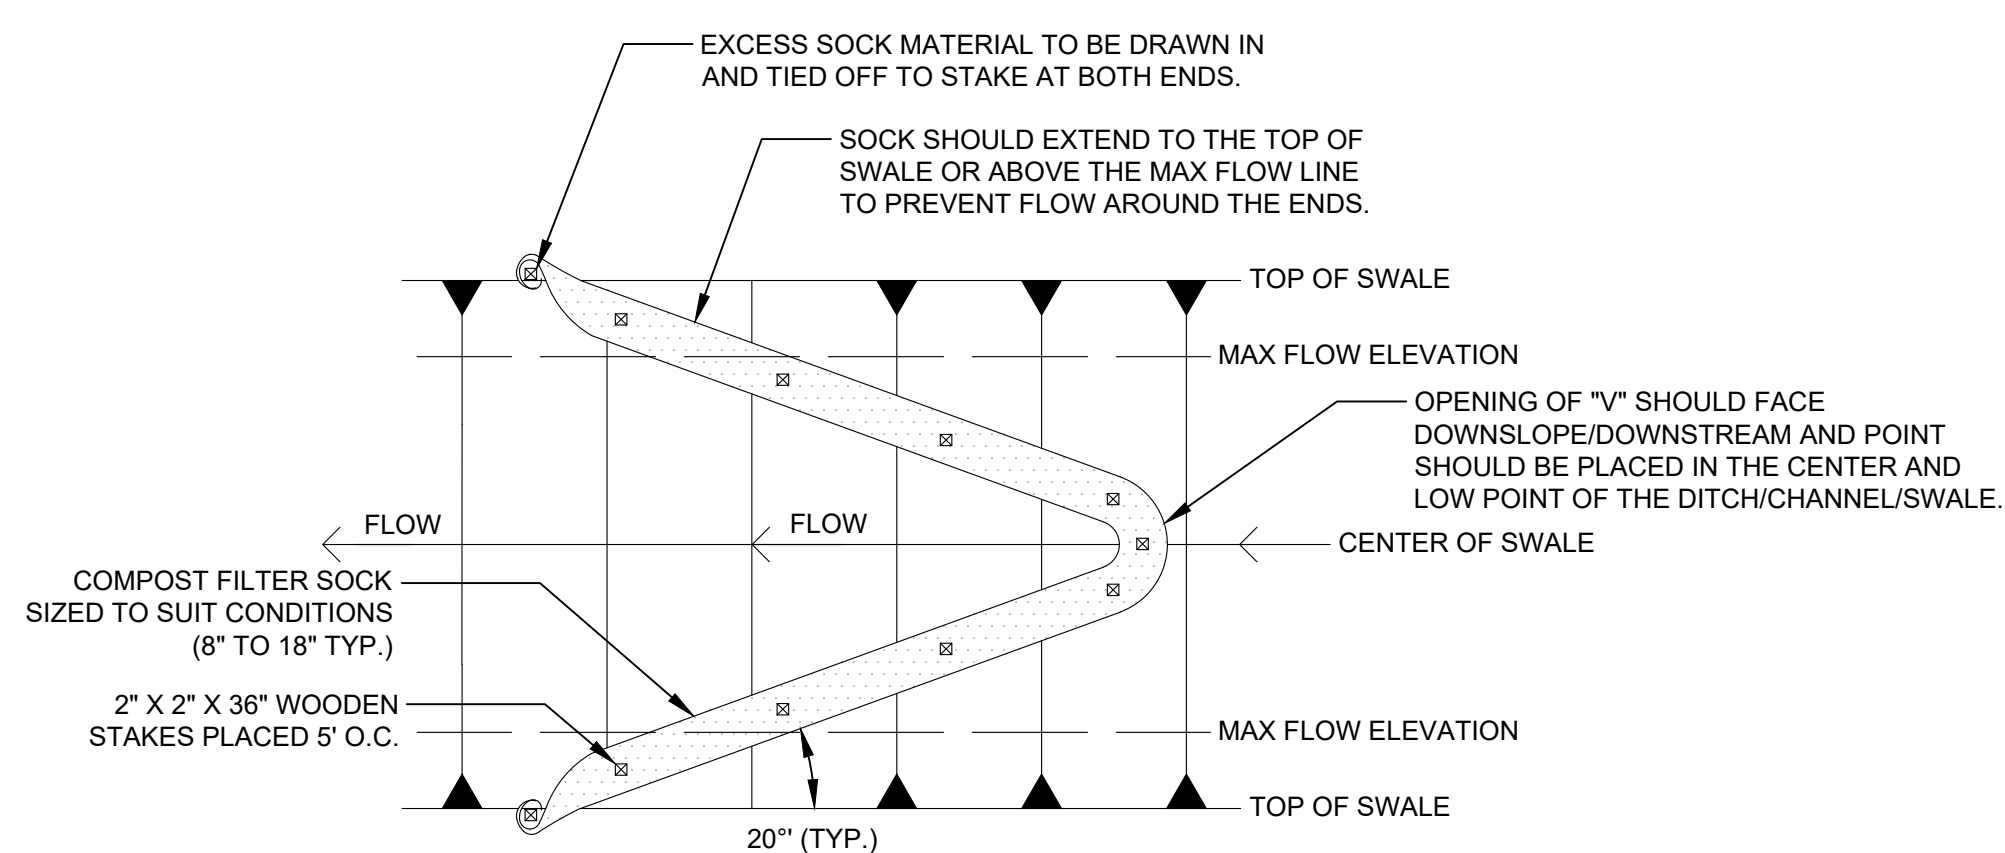 EXCESS SOCK MATERIAL TO BE DRAWN IN
AND TIED OFF TO STAKE AT BOTH ENDS.
SOCK SHOULD EXTEND TO THE TOP OF
SWALE OR ABOVE THE MAX FLOW LINE
TO PREVENT FLOW AROUND THE ENDS.
TOP OF SWALE
MAX FLOW ELEVATION
OPENING OF "V" SHOULD FACE
DOWNSLOPE/DOWNSTREAM AND POINT
SHOULD BE PLACED IN THE CENTER AND
LOW POINT OF THE DITCH/CHANNEL/SWALE.
FLOW
FLOW
CENTER OF SWALE
COMPOST FILTER SOCK
SIZED TO SUIT CONDITIONS
(8" TO 18" TYP.)
2" X 2" X 36" WOODEN
STAKES PLACED 5' O.C.
MAX FLOW ELEVATION
TOP OF SWALE
20°' (TYP.)